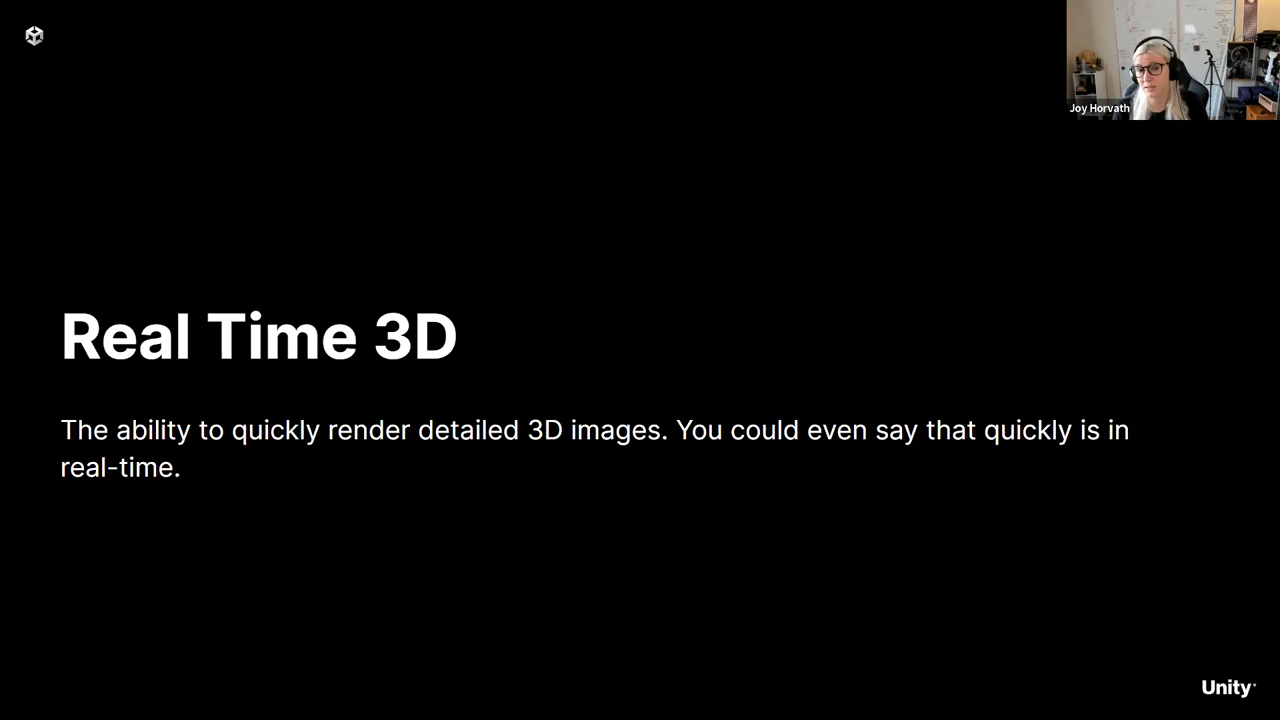 Joy Horvath
Real Time 3D
The ability to quickly render detailed 3D images. You could even say that quickly is in
real-time.
Unity